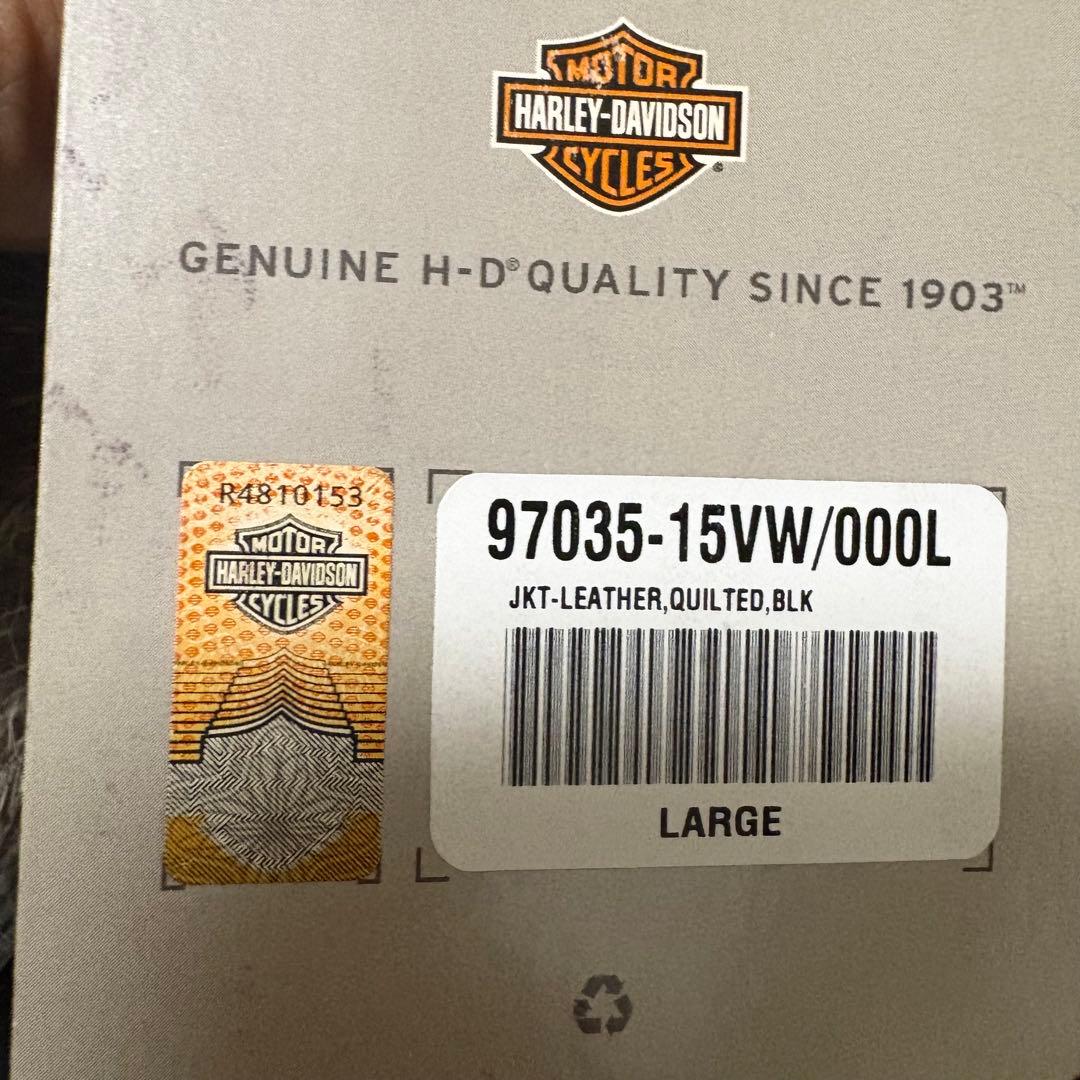 MOTOR
HARLEY-DAVIDSON
CYCLES
GENUINE H-D® QUALITY SINCE 1903™
R4810153
MOTOR
HARLEY-DAVIDSON
CYCLES
97035-15VW/000L
JKT-LEATHER,QUILTED,BLK
LARGE